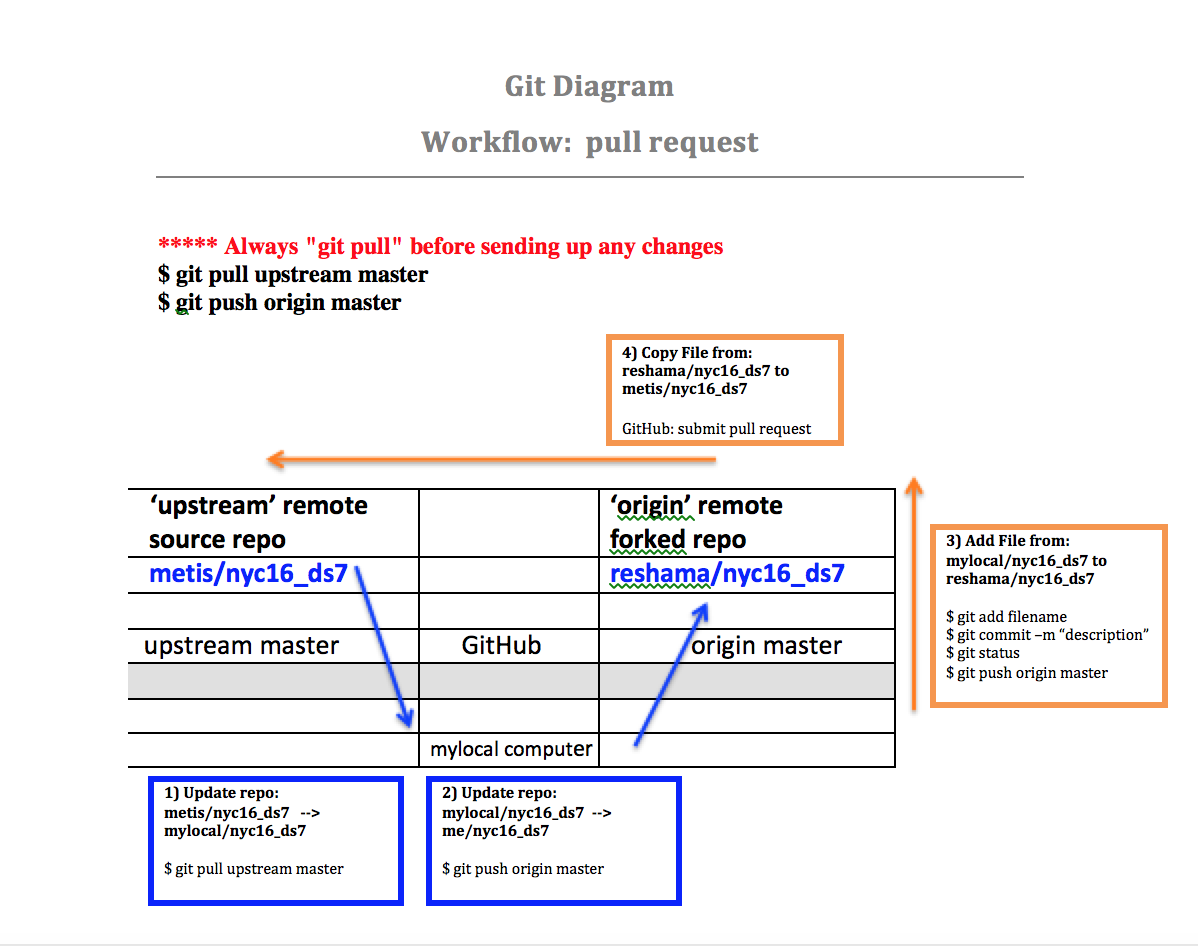 Git Diagram
Workflow:  pull request
***** Always "git pull" before sending up any changes
$ git pull upstream master
$ git push origin master
4) Copy File from:
reshama/nyc16_ds7 to
metis/nyc16_ds7
GitHub: submit pull request
‘upstream’ remote
source repo
‘origin’ remote
forked repo
metis/nyc16_ds7
reshama/nyc16_ds7
upstream master
GitHub
origin master
mylocal computer
3) Add File from:
mylocal/nyc16_ds7 to
reshama/nyc16_ds7
$ git add filename
$ git commit –m “description”
$ git status
$ git push origin master
1) Update repo:
metis/nyc16_ds7  -->
mylocal/nyc16_ds7
$ git pull upstream master
2) Update repo:
mylocal/nyc16_ds7  -->
me/nyc16_ds7
$ git push origin master